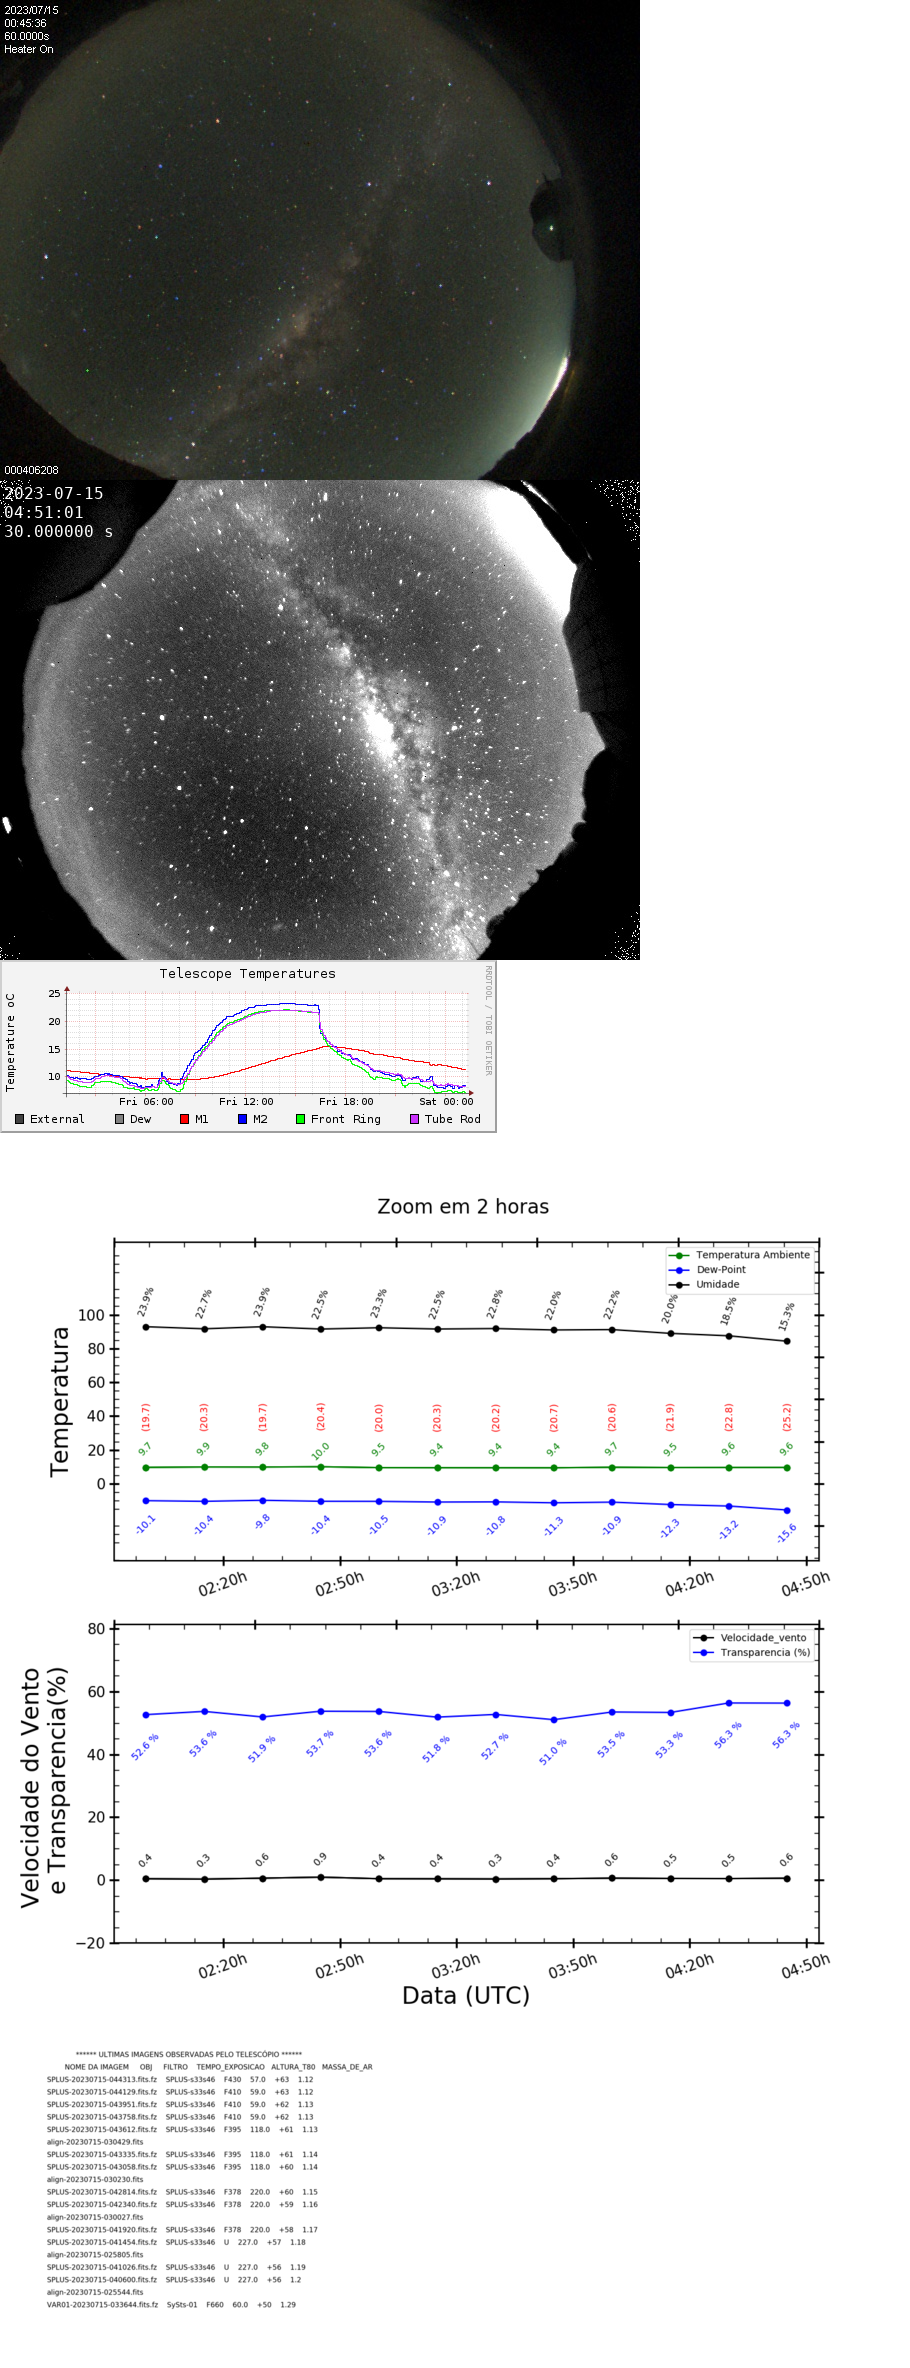 2023/07/15
00:45:36
60.0000s
Heater On
000406208
2023-07-15
04:51:01
30.000000 s
Telescope Temperatures
RRDTOOL / TOBI OETIKER
Temperature oC
25
20
15
10
Fri 06:00 Fri 12:00 Fri 18:00 Sat 00:00
External Dew M1 M2 Front Ring Tube Rod
Zoom em 2 horas
Temperatura Ambiente
Dew-Point
Umidade
Temperatura
100
80
60
40
20
0
23.9% 22.7% 23.9% 22.5% 23.3% 22.5% 22.8% 22.0% 22.2% 20.0% 18.5% 15.3%
(19.7) (20.3) (19.7) (20.4) (20.0) (20.3) (20.2) (20.7) (20.6) (21.9) (22.8) (25.2)
9.7 9.9 9.8 10.0 9.5 9.4 9.4 9.4 9.7 9.5 9.6 9.6
-10.1 -10.4 -9.8 -10.4 -10.5 -10.9 -10.8 -11.3 -10.9 -12.3 -13.2 -15.6
02:20h 02:50h 03:20h 03:50h 04:20h 04:50h
Velocidade_vento
Transparencia (%)
Velocidade do Vento
e Transparencia(%)
80
60
40
20
0
−20
52.6 % 53.6 % 51.9 % 53.7 % 53.6 % 51.8 % 52.7 % 51.0 % 53.5 % 53.3 % 56.3 % 56.3 %
0.4 0.3 0.6 0.9 0.4 0.4 0.3 0.4 0.6 0.5 0.5 0.6
02:20h 02:50h 03:20h 03:50h 04:20h 04:50h
Data (UTC)
****** ULTIMAS IMAGENS OBSERVADAS PELO TELESCÓPIO ******
NOME DA IMAGEM OBJ FILTRO TEMPO_EXPOSICAO ALTURA_T80 MASSA_DE_AR
SPLUS-20230715-044313.fits.fz SPLUS-s33s46 F430 57.0 +63 1.12
SPLUS-20230715-044129.fits.fz SPLUS-s33s46 F410 59.0 +63 1.12
SPLUS-20230715-043951.fits.fz SPLUS-s33s46 F410 59.0 +62 1.13
SPLUS-20230715-043758.fits.fz SPLUS-s33s46 F410 59.0 +62 1.13
SPLUS-20230715-043612.fits.fz SPLUS-s33s46 F395 118.0 +61 1.13
align-20230715-030429.fits
SPLUS-20230715-043335.fits.fz SPLUS-s33s46 F395 118.0 +61 1.14
SPLUS-20230715-043058.fits.fz SPLUS-s33s46 F395 118.0 +60 1.14
align-20230715-030230.fits
SPLUS-20230715-042814.fits.fz SPLUS-s33s46 F378 220.0 +60 1.15
SPLUS-20230715-042340.fits.fz SPLUS-s33s46 F378 220.0 +59 1.16
align-20230715-030027.fits
SPLUS-20230715-041920.fits.fz SPLUS-s33s46 F378 220.0 +58 1.17
SPLUS-20230715-041454.fits.fz SPLUS-s33s46 U 227.0 +57 1.18
align-20230715-025805.fits
SPLUS-20230715-041026.fits.fz SPLUS-s33s46 U 227.0 +56 1.19
SPLUS-20230715-040600.fits.fz SPLUS-s33s46 U 227.0 +56 1.2
align-20230715-025544.fits
VAR01-20230715-033644.fits.fz SySts-01 F660 60.0 +50 1.29